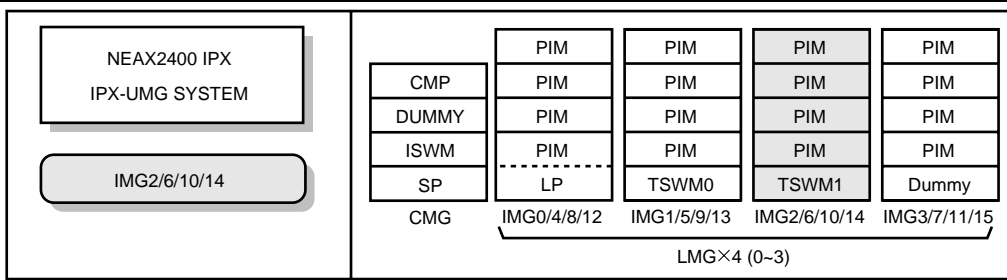 NEAX2400 IPX
IPX-UMG SYSTEM
IMG2/6/10/14
PIM PIM PIM PIM
CMP PIM PIM PIM PIM
DUMMY PIM PIM PIM PIM
ISWM PIM PIM PIM PIM
SP LP TSWM0 TSWM1 Dummy
CMG IMG0/4/8/12 IMG1/5/9/13 IMG2/6/10/14 IMG3/7/11/15
LMG×4 (0~3)